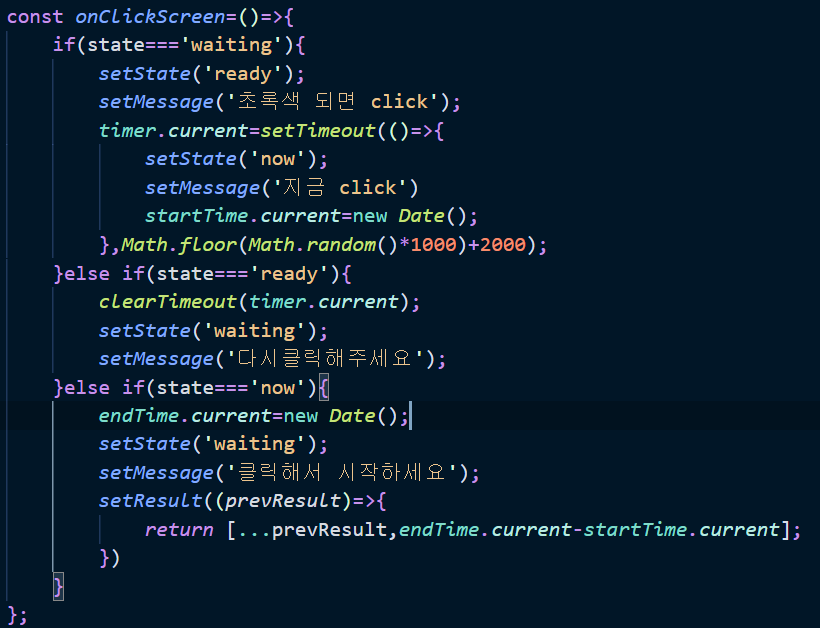 const onClickScreen=()=>{
if(state==='waiting'){
setState('ready');
setMessage('초록색 되면 click');
timer.current=setTimeout(()=>{
setState('now');
setMessage('지금 click')
startTime.current=new Date();
},Math.floor(Math.random()*1000)+2000);
}else if(state==='ready'){
clearTimeout(timer.current);
setState('waiting');
setMessage('다시클릭해주세요');
}else if(state==='now'){
endTime.current=new Date();
setState('waiting');
setMessage('클릭해서 시작하세요');
setResult((prevResult)=>{
return [...prevResult,endTime.current-startTime.current];
})
}
};